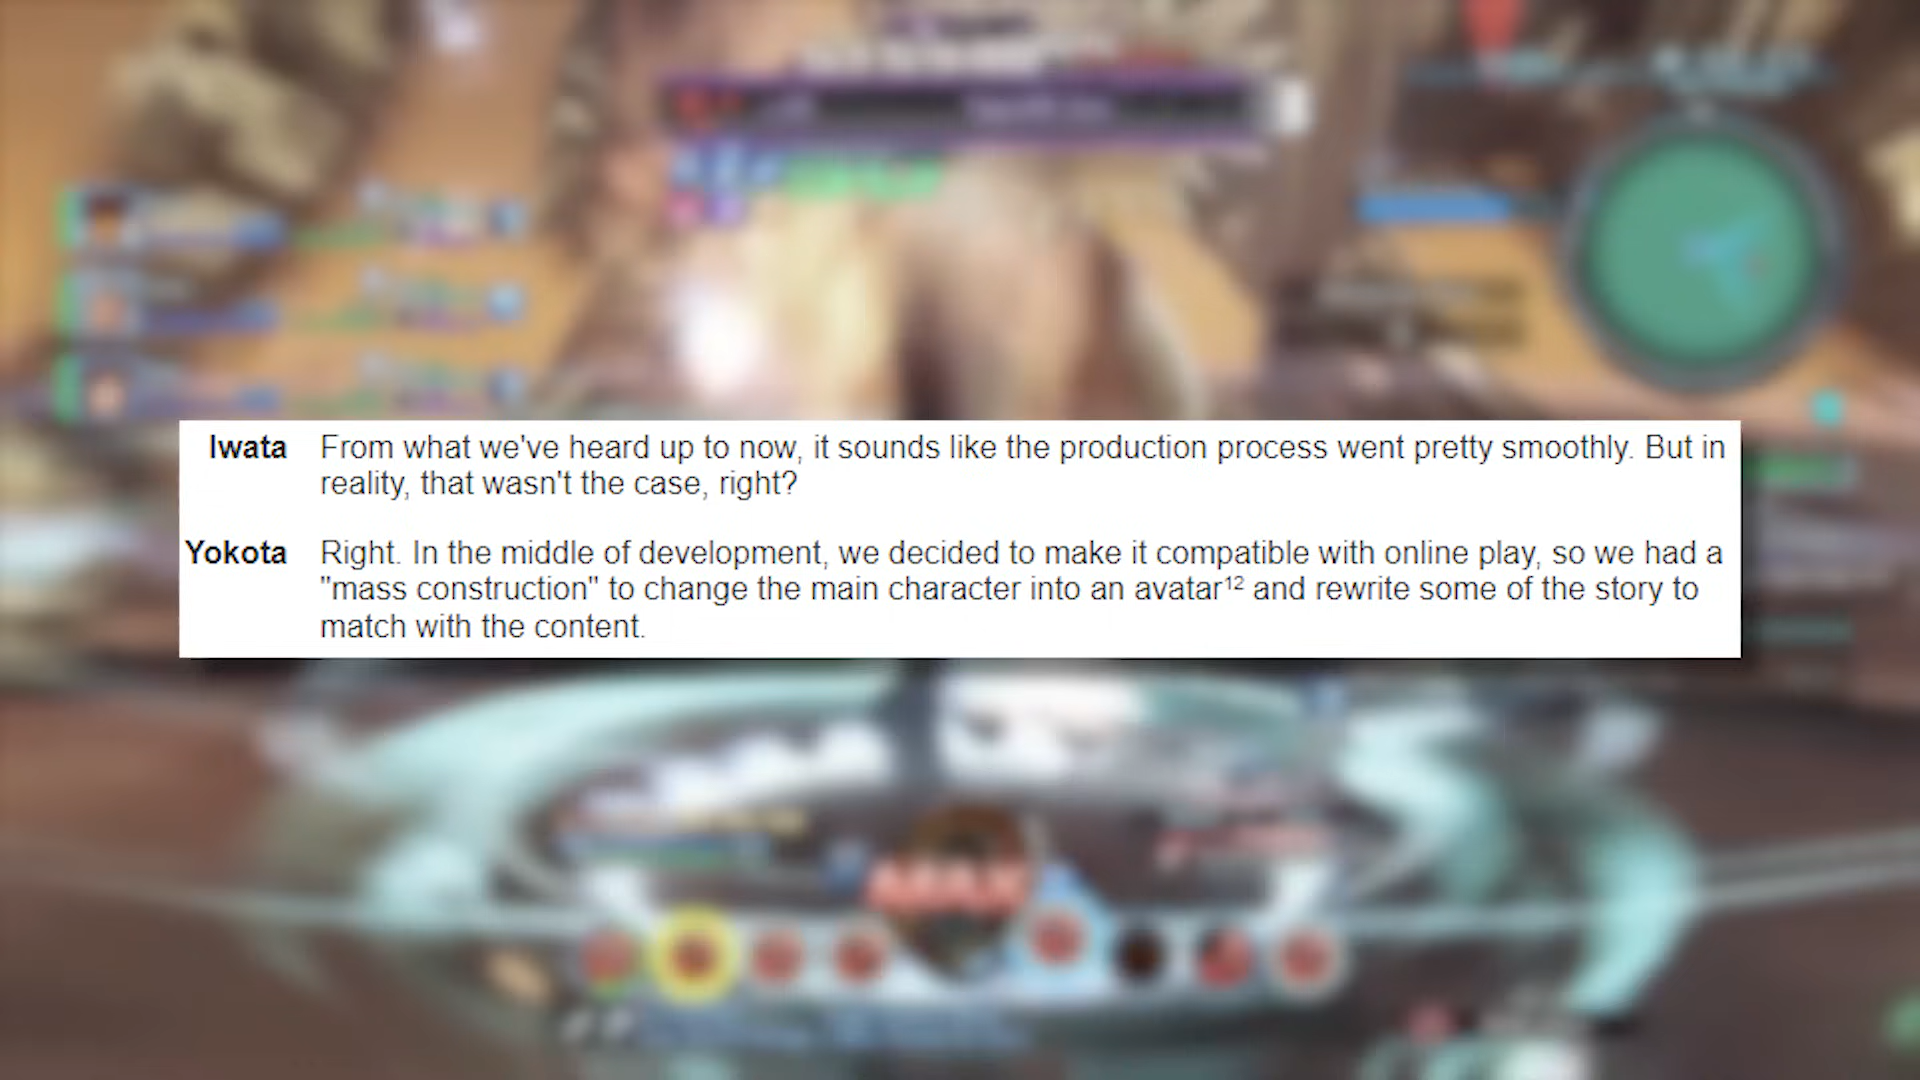 Iwata From what we've heard up to now, it sounds like the production process went pretty smoothly. But in
reality, that wasn't the case, right?
Yokota Right. In the middle of development, we decided to make it compatible with online play, so we had a
"mass construction" to change the main character into an avatar¹² and rewrite some of the story to
match with the content.